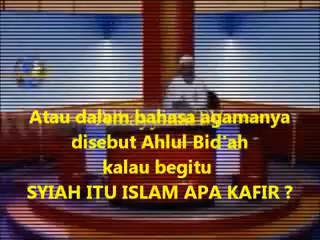 Atau dalam bahasa agamanya
disebut Ahlul Bid'ah
kalau begitu
SYIAH ITU ISLAM APA KAFIR ?